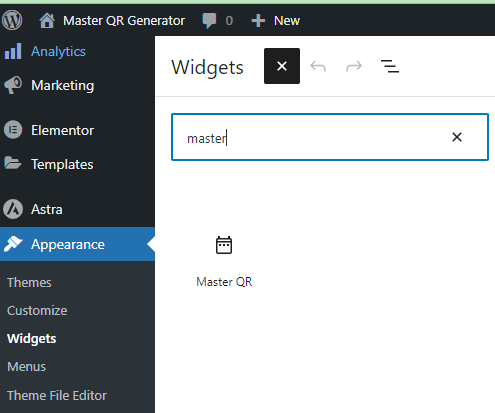 Master QR Generator 0 New
Analytics
Marketing
Elementor
Templates
Astra
Appearance
Themes
Customize
Widgets
Menus
Theme File Editor
Widgets
master
Master QR